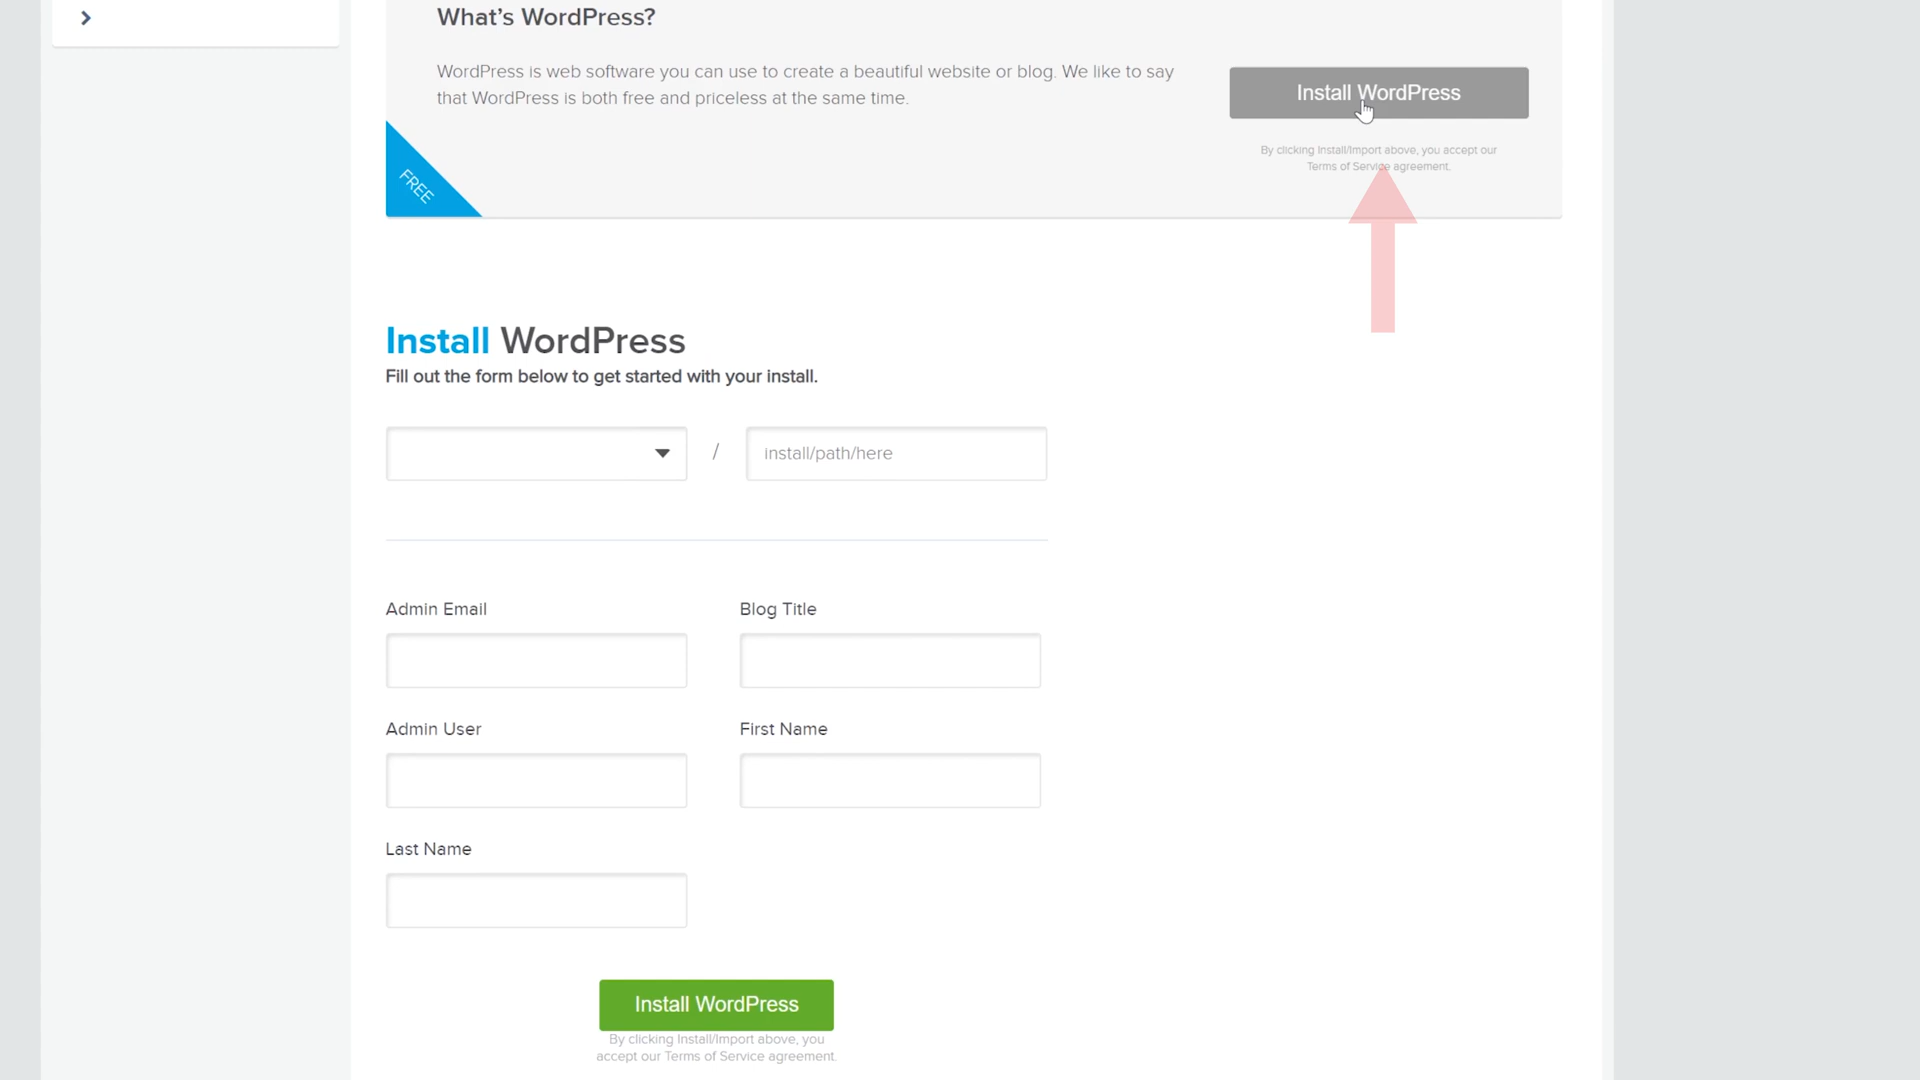 What's WordPress?
WordPress is web software you can use to create a beautiful website or blog. We like to say
that WordPress is both free and priceless at the same time.
Install WordPress
By clicking Install/Import above, you accept our
Terms of Service agreement.
FREE
Install WordPress
Fill out the form below to get started with your install.
/ install/path/here
Admin Email
Blog Title
Admin User
First Name
Last Name
Install WordPress
By clicking Install/Import above, you
accept our Terms of Service agreement.